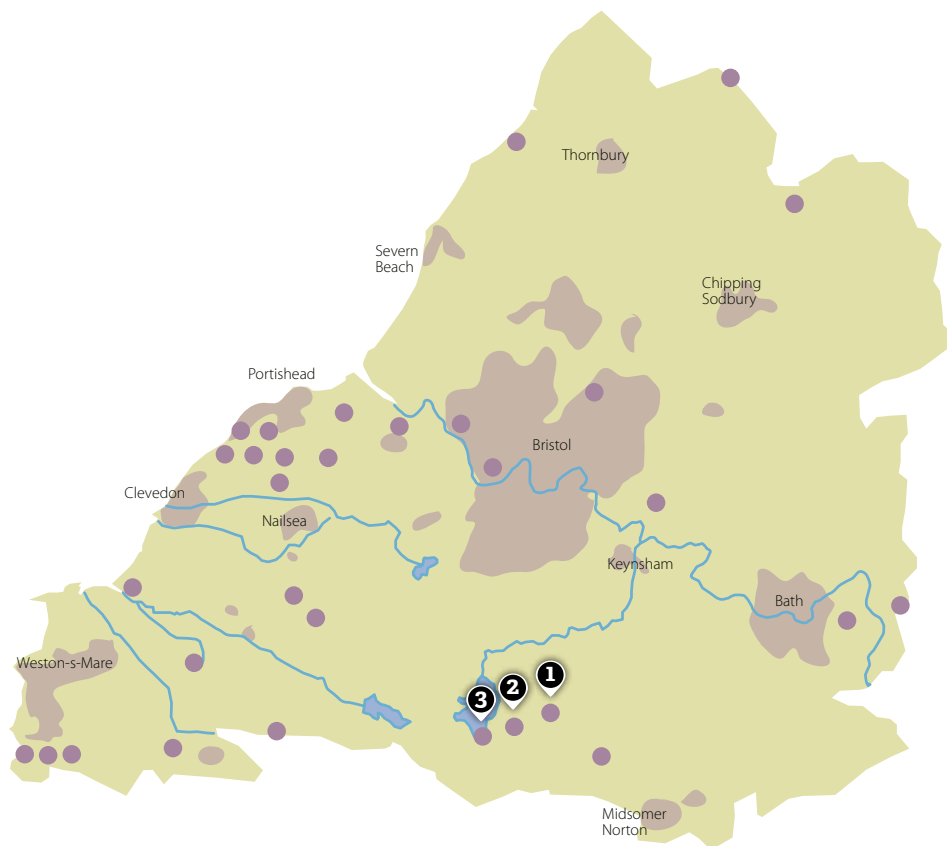 Thornbury
Severn
Beach
Chipping
Sodbury
Portishead
Bristol
Clevedon
Nailsea
Keynsham
Bath
Weston-s-Mare
1
2
3
Midsomer
Norton